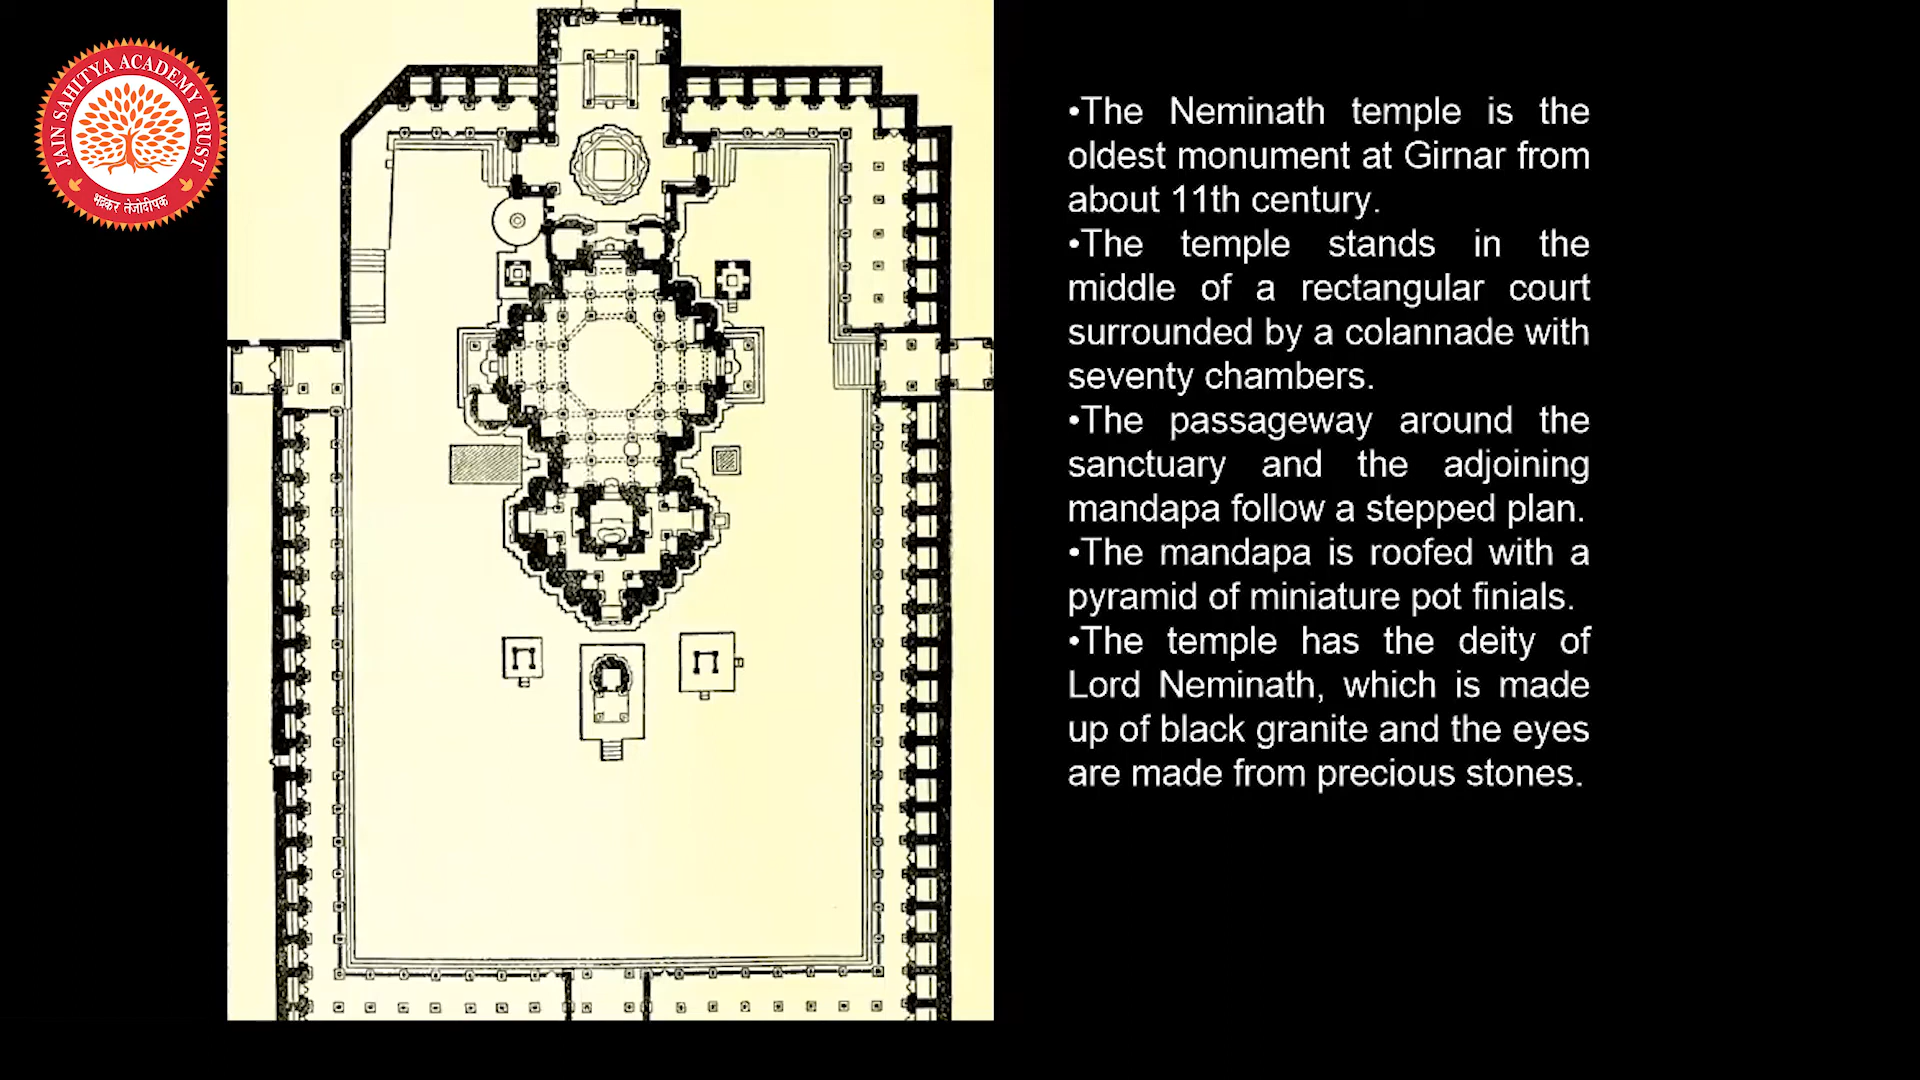 JAIN SAHITYA ACADEMY TRUST
भद्रंकर तेजोदीपक
•The Neminath temple is the
oldest monument at Girnar from
about 11th century.
•The temple stands in the
middle of a rectangular court
surrounded by a colannade with
seventy chambers.
•The passageway around the
sanctuary and the adjoining
mandapa follow a stepped plan.
•The mandapa is roofed with a
pyramid of miniature pot finials.
•The temple has the deity of
Lord Neminath, which is made
up of black granite and the eyes
are made from precious stones.